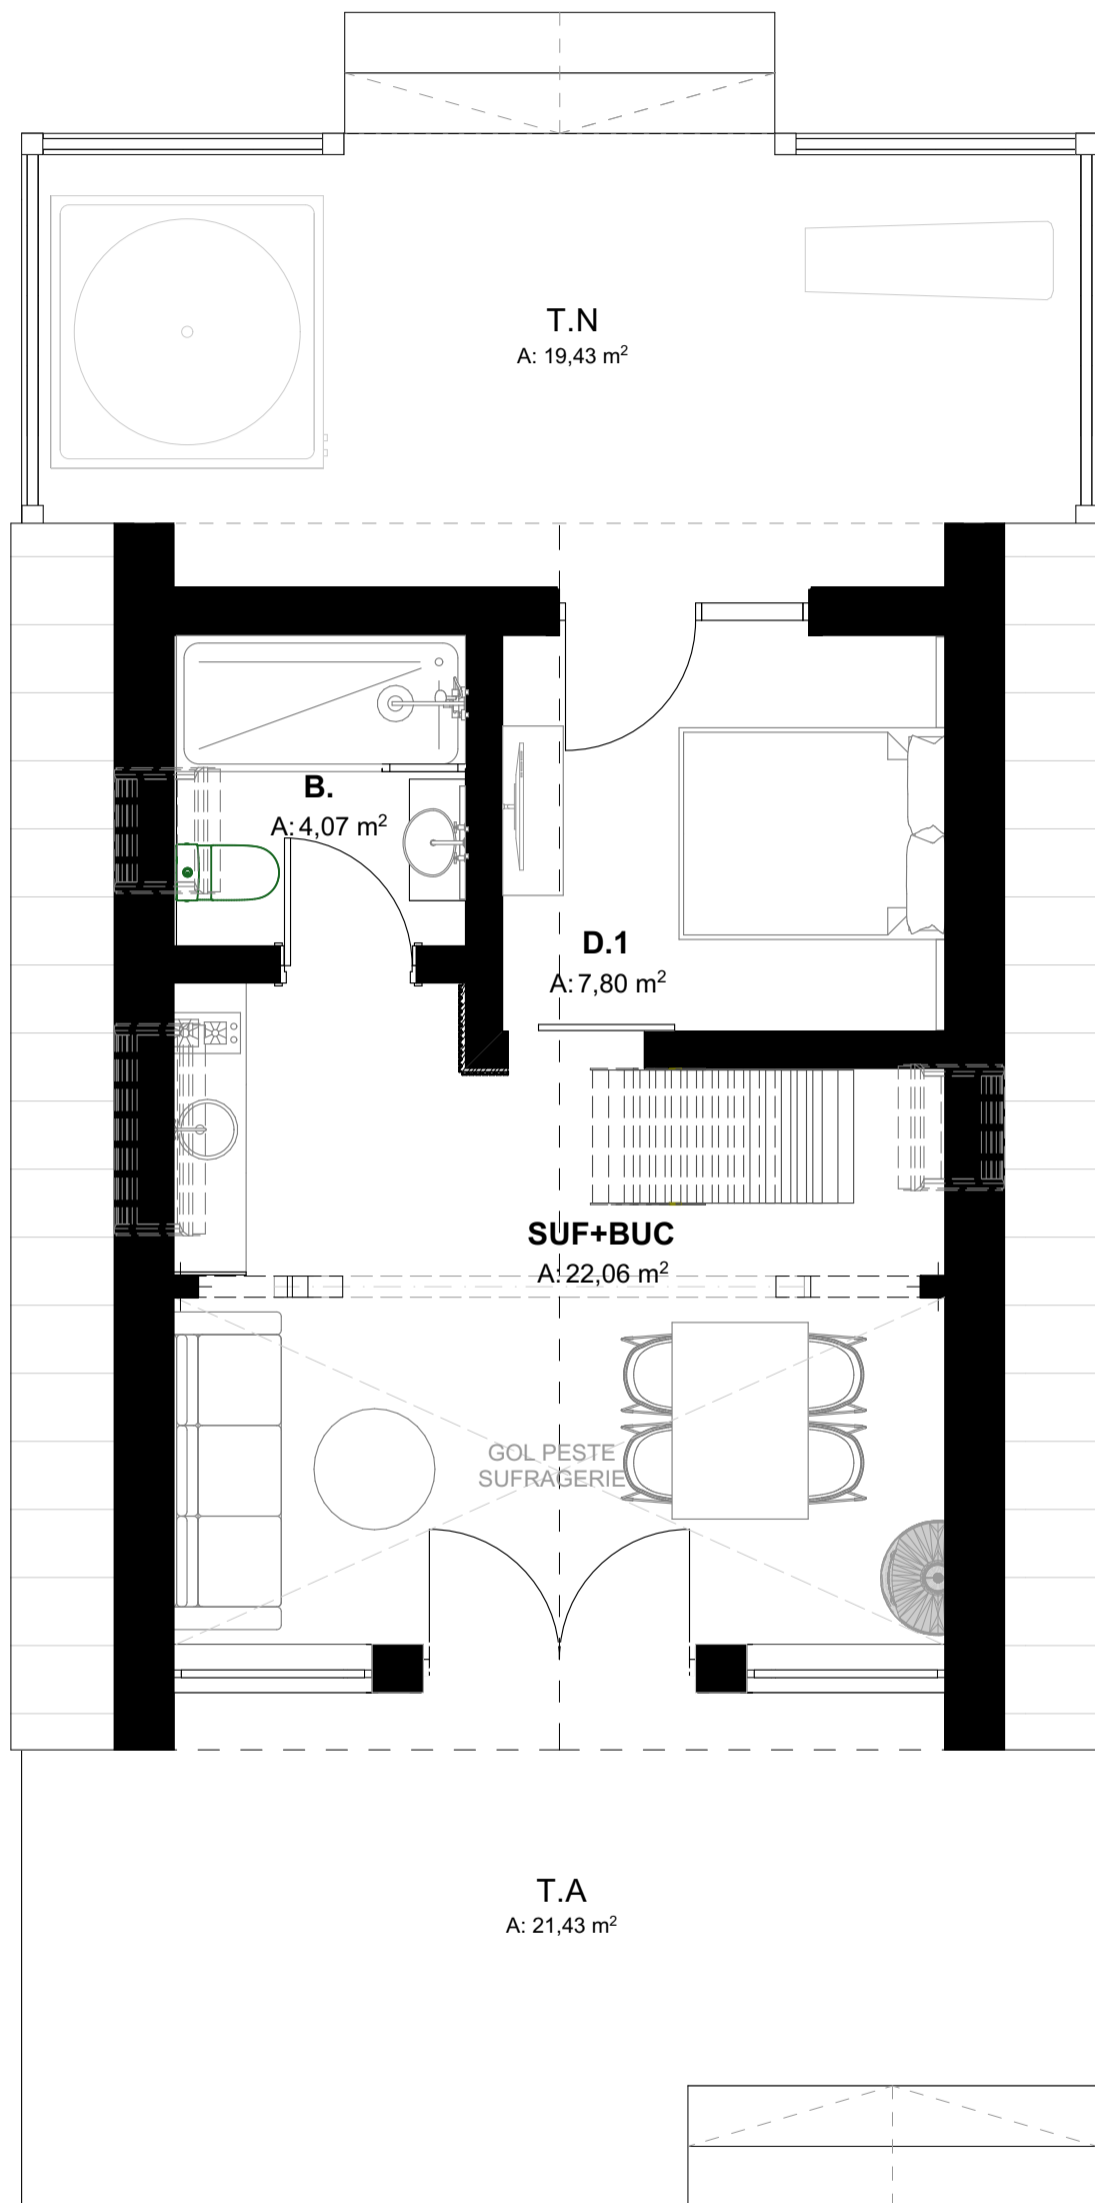 T.N
A: 19,43 m²
B.
A: 4,07 m²
D.1
A: 7,80 m²
SUF+BUC
A: 22,06 m²
GOL PESTE
SUFRAGERIE
T.A
A: 21,43 m²